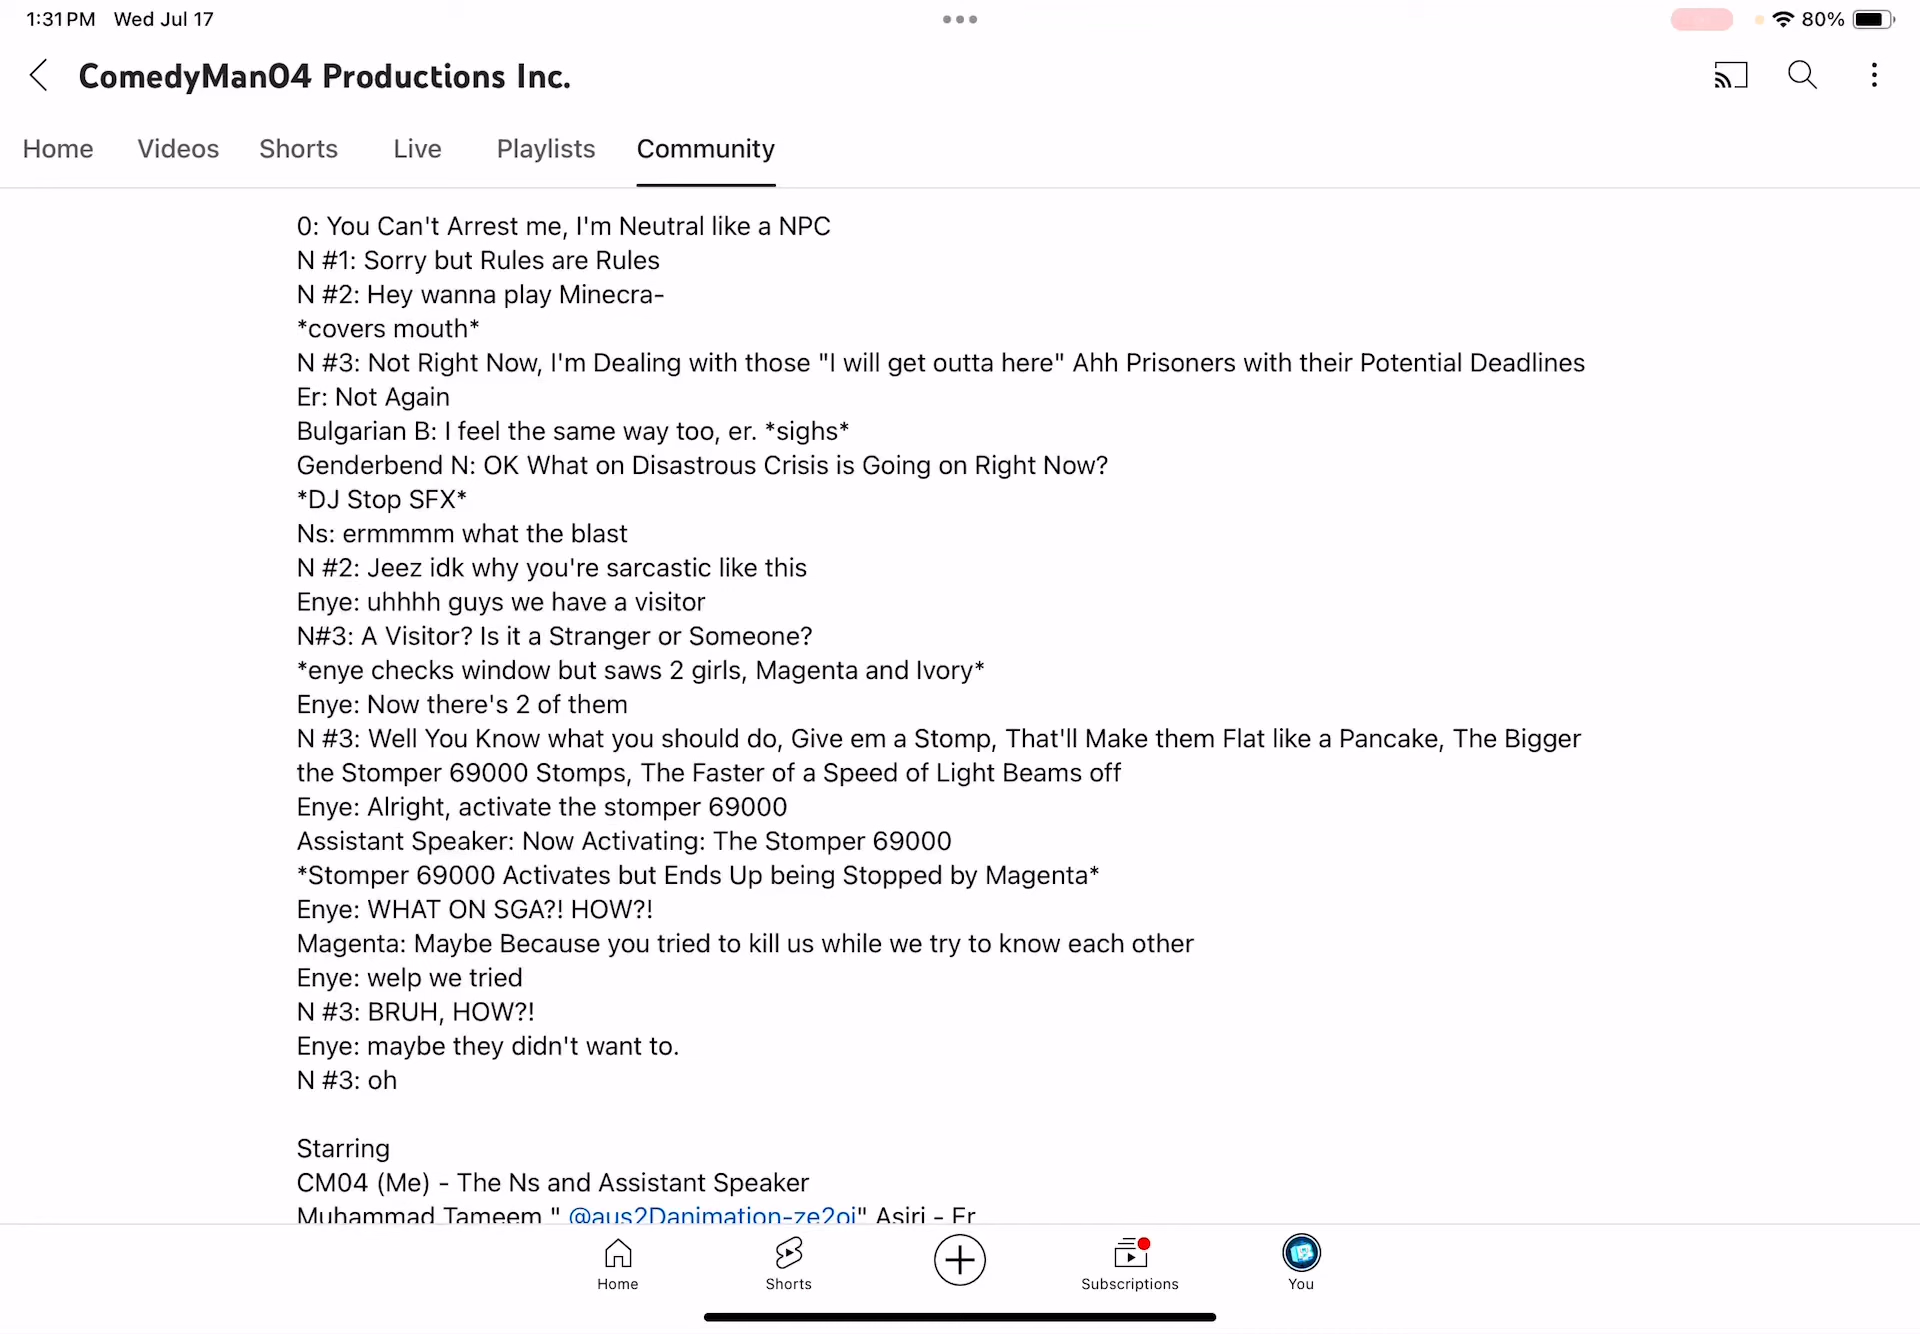 1:31 PM Wed Jul 17
80%
ComedyMan04 Productions Inc.
Home Videos Shorts Live Playlists Community
0: You Can't Arrest me, I'm Neutral like a NPC
N #1: Sorry but Rules are Rules
N #2: Hey wanna play Minecra-
*covers mouth*
N #3: Not Right Now, I'm Dealing with those "I will get outta here" Ahh Prisoners with their Potential Deadlines
Er: Not Again
Bulgarian B: I feel the same way too, er. *sighs*
Genderbend N: OK What on Disastrous Crisis is Going on Right Now?
*DJ Stop SFX*
Ns: ermmmm what the blast
N #2: Jeez idk why you're sarcastic like this
Enye: uhhhh guys we have a visitor
N#3: A Visitor? Is it a Stranger or Someone?
*enye checks window but saws 2 girls, Magenta and Ivory*
Enye: Now there's 2 of them
N #3: Well You Know what you should do, Give em a Stomp, That'll Make them Flat like a Pancake, The Bigger
the Stomper 69000 Stomps, The Faster of a Speed of Light Beams off
Enye: Alright, activate the stomper 69000
Assistant Speaker: Now Activating: The Stomper 69000
*Stomper 69000 Activates but Ends Up being Stopped by Magenta*
Enye: WHAT ON SGA?! HOW?!
Magenta: Maybe Because you tried to kill us while we try to know each other
Enye: welp we tried
N #3: BRUH, HOW?!
Enye: maybe they didn't want to.
N #3: oh
Starring
CM04 (Me) - The Ns and Assistant Speaker
Muhammad Tameem " @aus2Danimation-ze2oi" Asiri - Er
Home Shorts Subscriptions You